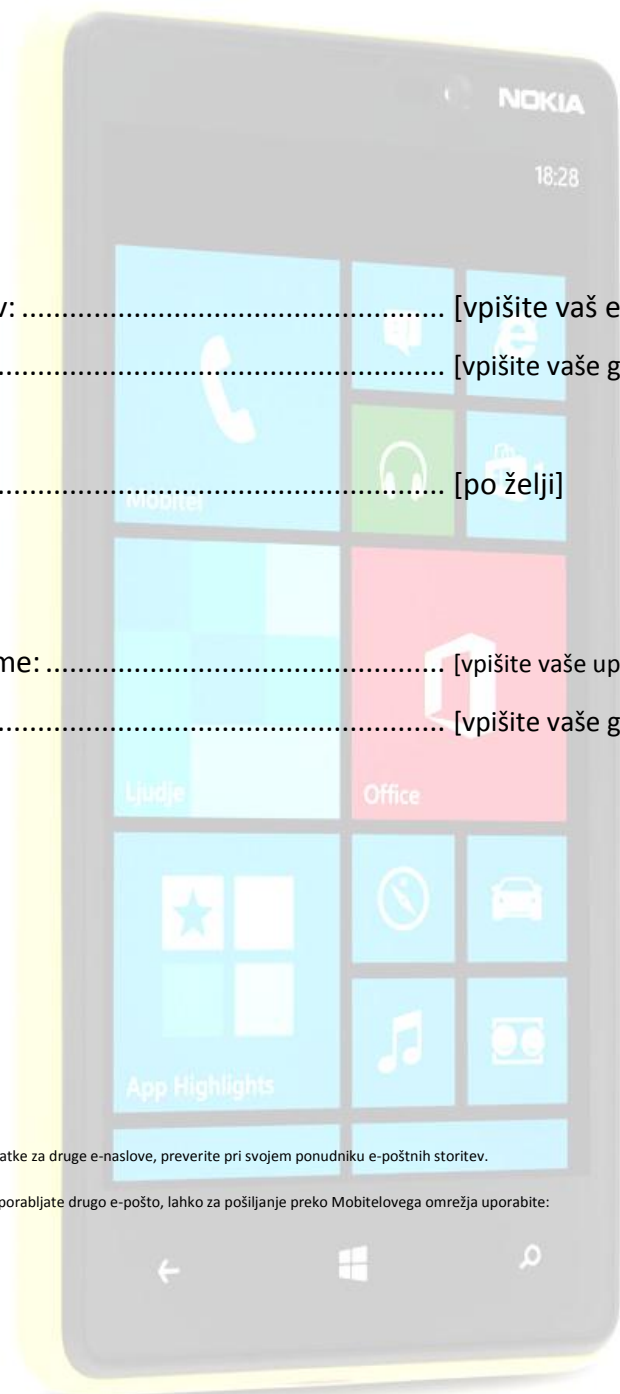 NOKIA
18:28
v: ..................................................... [vpišite vaš e
........................................................ [vpišite vaše g
........................................................ [po želji]
Mobitel
me: .................................................. [vpišite vaše up
........................................................ [vpišite vaše g
Ljudje
Office
App Highlights
atke za druge e-naslove, preverite pri svojem ponudniku e-poštnih storitev.
porabljate drugo e-pošto, lahko za pošiljanje preko Mobitelovega omrežja uporabite: